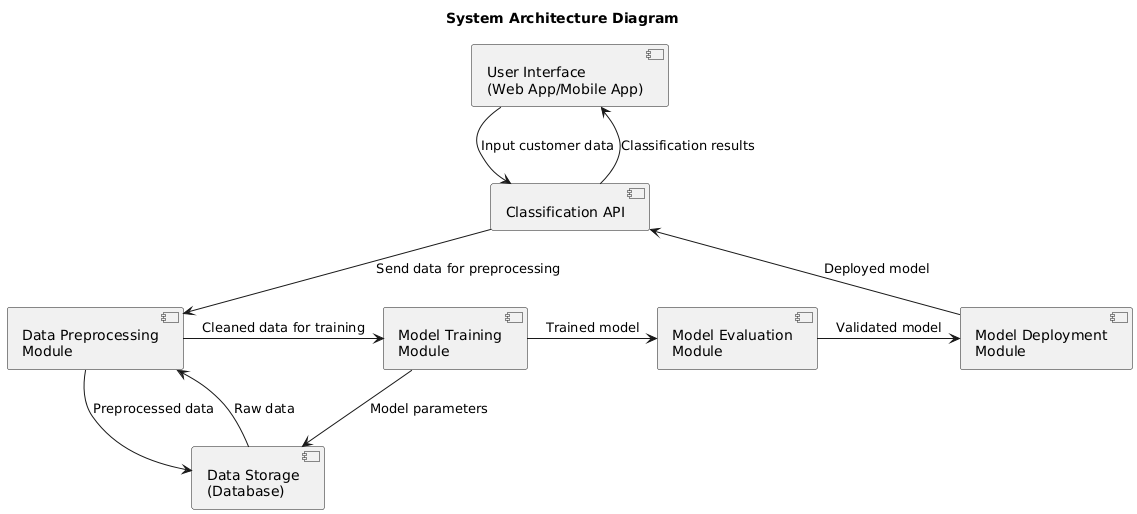 System Architecture Diagram
User Interface
(Web App/Mobile App)
Input customer data
Classification results
Classification API
Send data for preprocessing
Deployed model
Data Preprocessing
Module
Cleaned data for training
Model Training
Module
Trained model
Model Evaluation
Module
Validated model
Model Deployment
Module
Preprocessed data
Raw data
Model parameters
Data Storage
(Database)